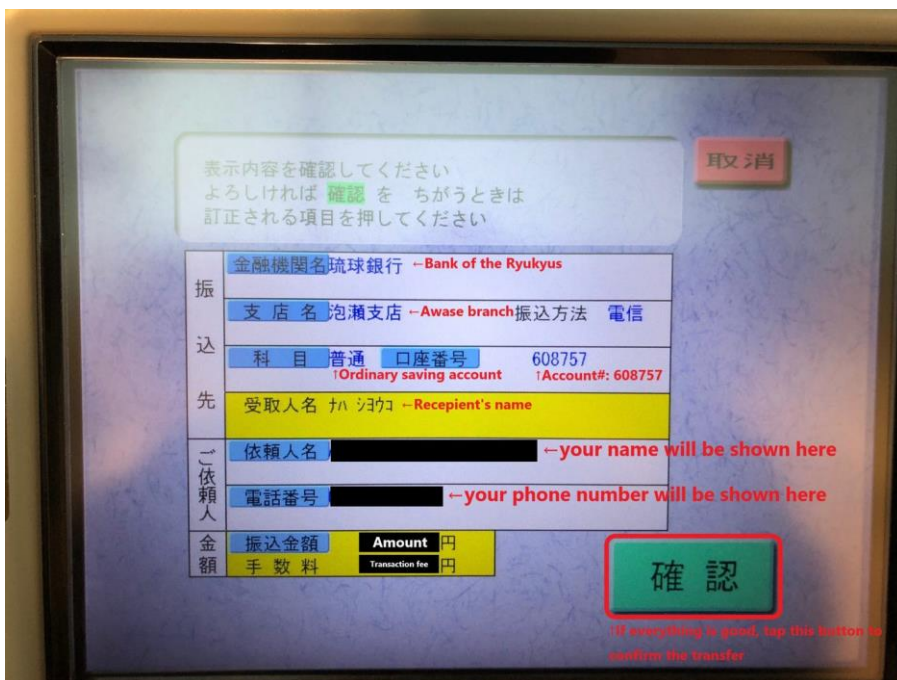 取消
表示内容を確認してください
よろしければ 確認 を ちがうときは
訂正される項目を押してください
振込先
金融機関名 琉球銀行 ←Bank of the Ryukyus
支店名 泡瀬支店 ←Awase branch 振込方法 電信
科目 普通 口座番号 608757
↑Ordinary saving account ↑Account#: 608757
受取人名 ナハ シヨウコ ←Recepient's name
ご依頼人
依頼人名 ←your name will be shown here
電話番号 ←your phone number will be shown here
金額
振込金額 Amount 円
手数料 Transaction fee 円
確認
↑If everything is good, tap this button to
confirm the transfer